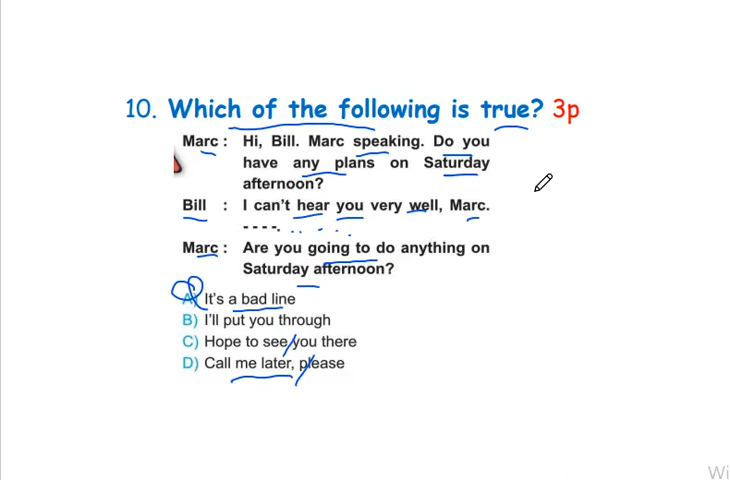 10. Which of the following is true? 3p
Marc : Hi, Bill. Marc speaking. Do you
have any plans on Saturday
afternoon?
Bill : I can't hear you very well, Marc.
- - - -.
Marc : Are you going to do anything on
Saturday afternoon?
A) It's a bad line
B) I'll put you through
C) Hope to see you there
D) Call me later, please
Wi